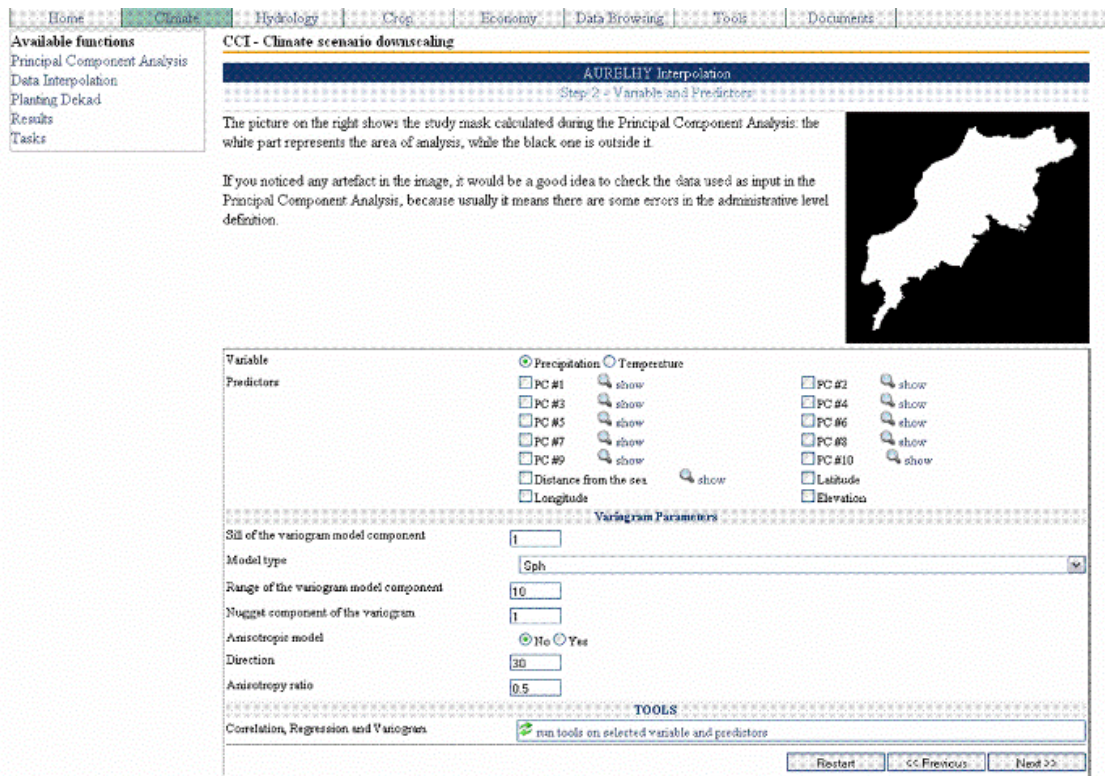 Home Climate Hydrology Crop Economy Data Browsing Tools Documents
Available functions
Principal Component Analysis
Data Interpolation
Planting Dekad
Results
Tasks
CCI - Climate scenario downscaling
AURELHY Interpolation
Step 2 - Variable and Predictors
The picture on the right shows the study mask calculated during the Principal Component Analysis: the
white part represents the area of analysis, while the black one is outside it.
If you noticed any artefact in the image, it would be a good idea to check the data used as input in the
Principal Component Analysis, because usually it means there are some errors in the administrative level
definition.
Variable Precipitation Temperature
Predictors PC #1 show PC #2 show
PC #3 show PC #4 show
PC #5 show PC #6 show
PC #7 show PC #8 show
PC #9 show PC #10 show
Distance from the sea show Latitude
Longitude Elevation
Variogram Parameters
Sill of the variogram model component 1
Model type Sph
Range of the variogram model component 10
Nugget component of the variogram 1
Anisotropic model No Yes
Direction 30
Anisotropy ratio 0.5
TOOLS
Correlation, Regression and Variogram run tools on selected variable and predictors
Restart << Previous Next >>